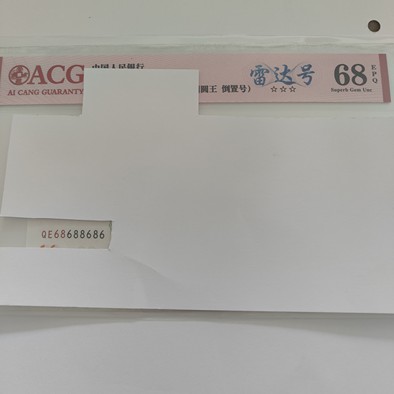 ACG
AI CANG GUARANTY
中国人民银行
圆王 倒置号)
雷达号
☆☆☆
68 EPQ
Superb Gem Unc
QE68688686